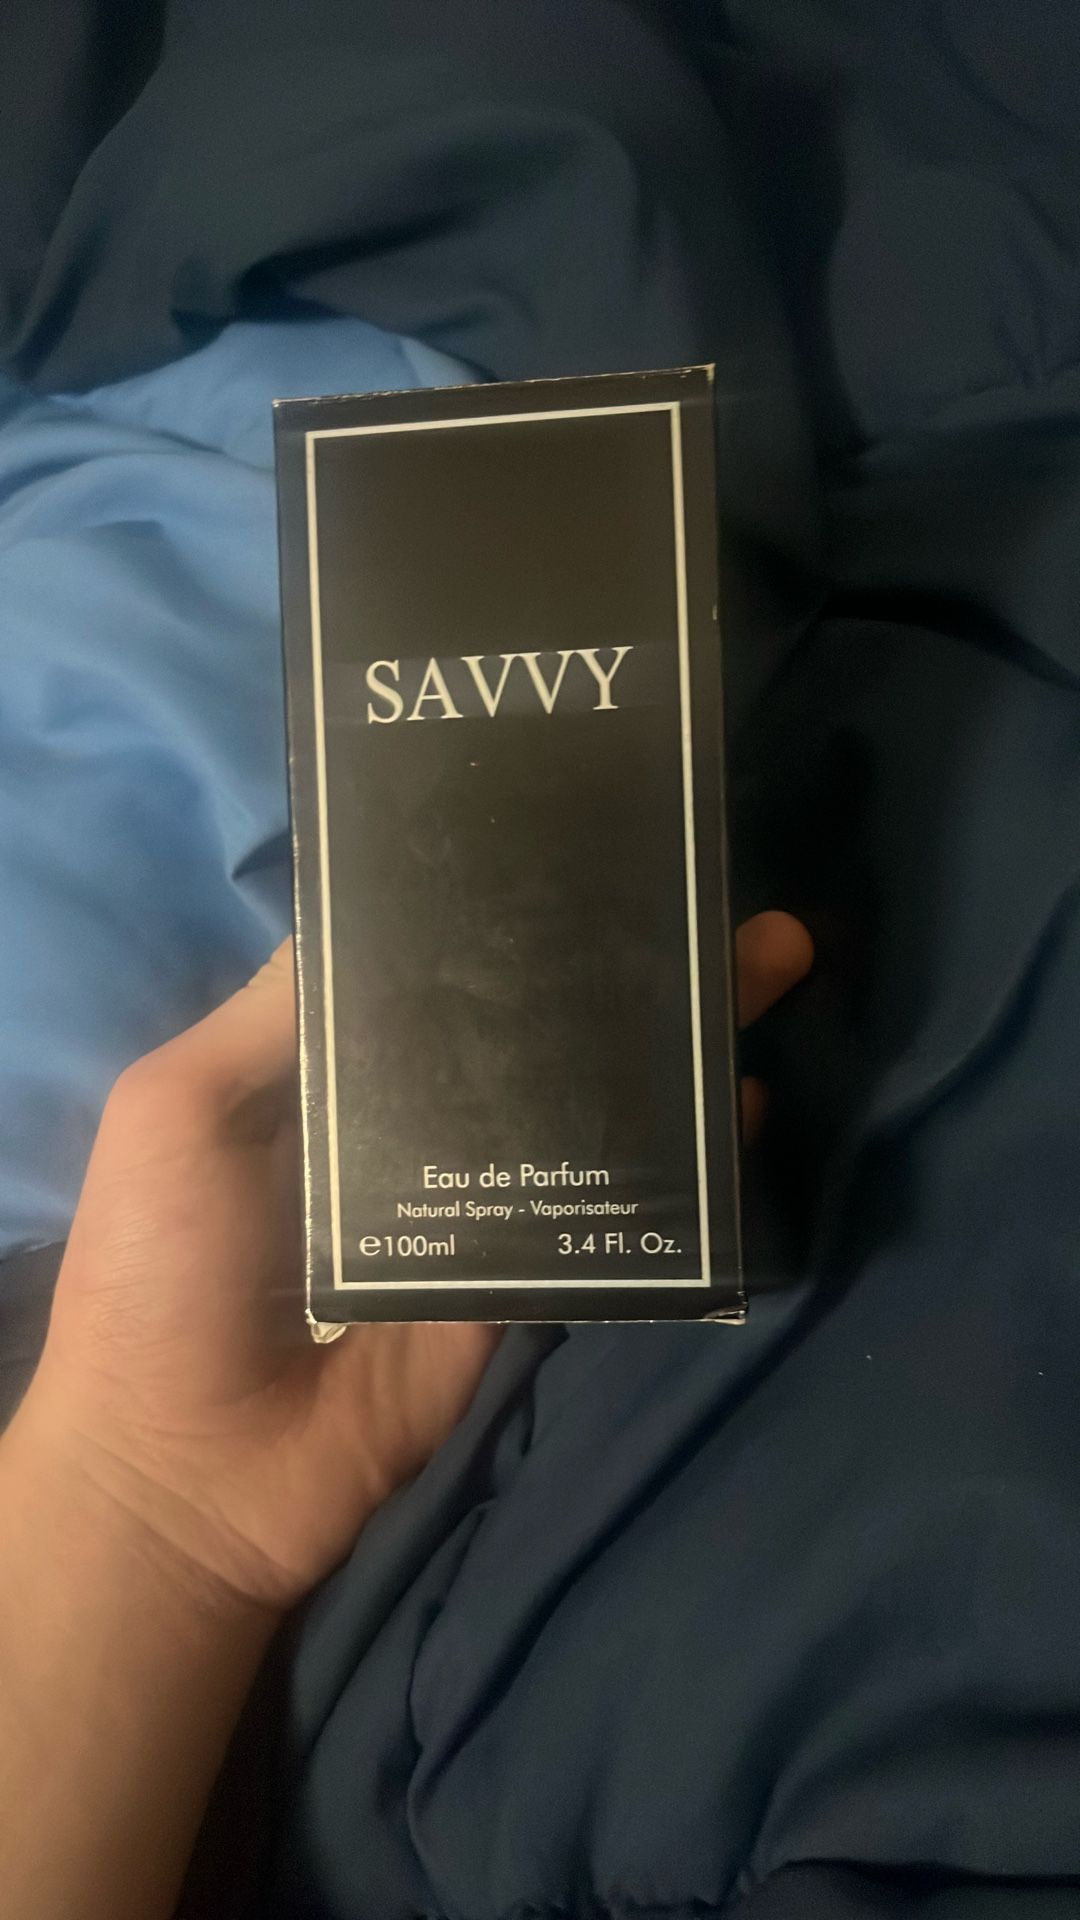 SAVVY
Eau de Parfum
Natural Spray - Vaporisateur
℮100ml 3.4 Fl. Oz.